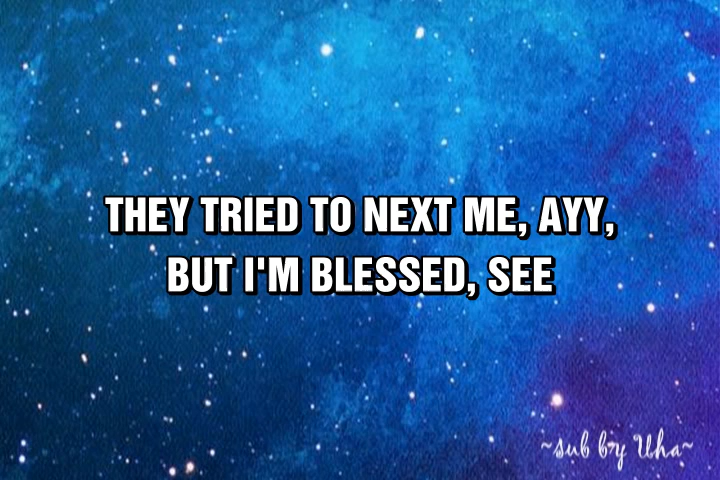 THEY TRIED TO NEXT ME, AYY,
BUT I'M BLESSED, SEE
~sub by Uha~